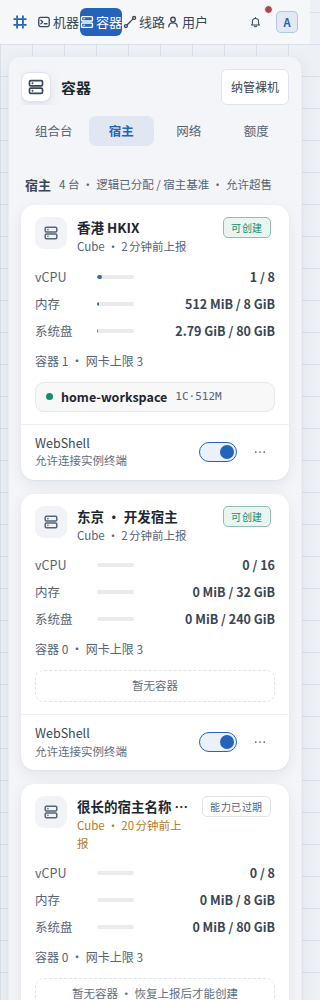 机器 容器 线路 用户 A
容器 纳管裸机
组合台 宿主 网络 额度
宿主 4 台 · 逻辑已分配 / 宿主基准 · 允许超售
香港 HKIX 可创建
Cube · 2 分钟前上报
vCPU 1 / 8
内存 512 MiB / 8 GiB
系统盘 2.79 GiB / 80 GiB
容器 1 · 网卡上限 3
home-workspace 1C·512M
WebShell
允许连接实例终端
东京 · 开发宿主 可创建
Cube · 2 分钟前上报
vCPU 0 / 16
内存 0 MiB / 32 GiB
系统盘 0 MiB / 240 GiB
容器 0 · 网卡上限 3
暂无容器
WebShell
允许连接实例终端
很长的宿主名称 ··· 能力已过期
Cube · 20 分钟前上
报
vCPU 0 / 8
内存 0 MiB / 8 GiB
系统盘 0 MiB / 80 GiB
容器 0 · 网卡上限 3
暂无容器 · 恢复上报后才能创建